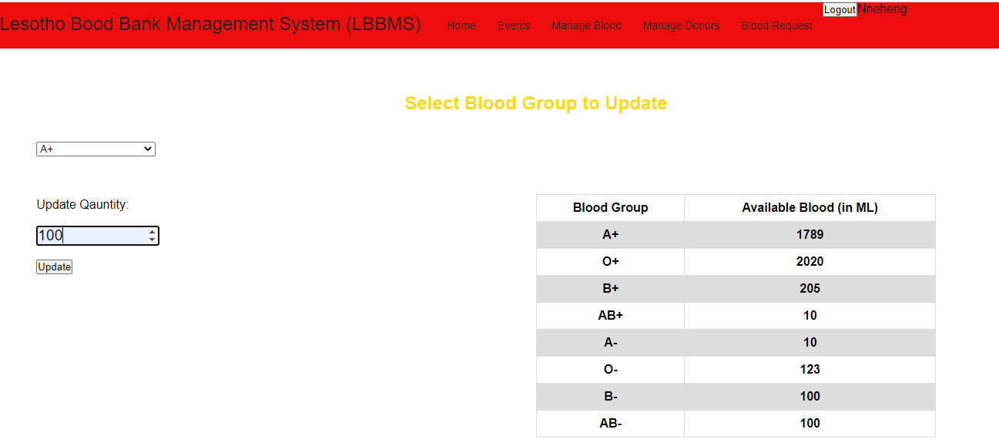 Lesotho Bood Bank Management System (LBBMS) Home Events Manage Blood Manage Donors Blood Request Logout Nneheng
Select Blood Group to Update
A+
Update Qauntity:
100
Update
Blood Group Available Blood (in ML)
A+ 1789
O+ 2020
B+ 205
AB+ 10
A- 10
O- 123
B- 100
AB- 100